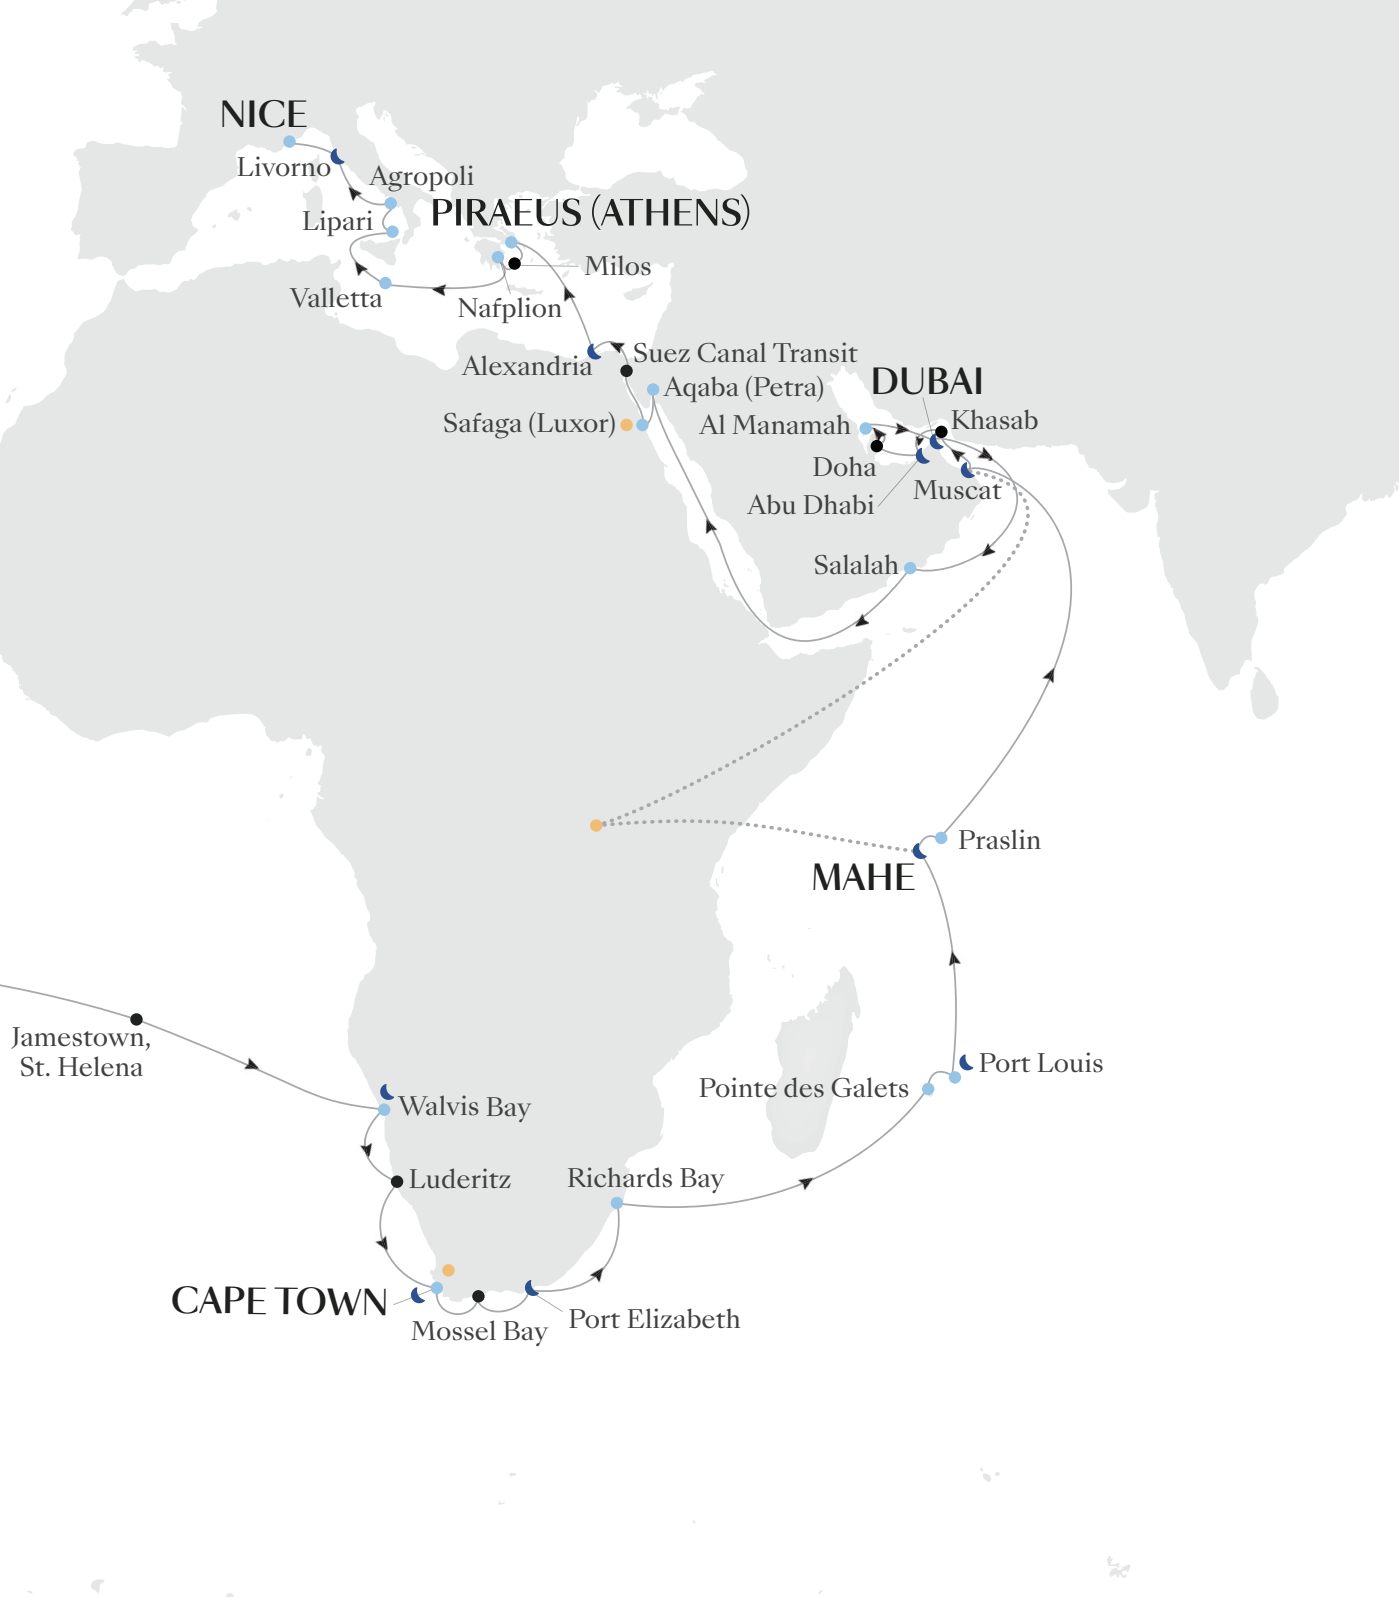 NICE
Livorno
Agropoli
Lipari
PIRAEUS (ATHENS)
Milos
Valletta
Nafplion
Alexandria
Suez Canal Transit
Aqaba (Petra)
DUBAI
Safaga (Luxor)
Al Manamah
Khasab
Doha
Muscat
Abu Dhabi
Salalah
Praslin
MAHE
Jamestown,
St. Helena
Port Louis
Pointe des Galets
Walvis Bay
Luderitz
Richards Bay
CAPE TOWN
Mossel Bay
Port Elizabeth